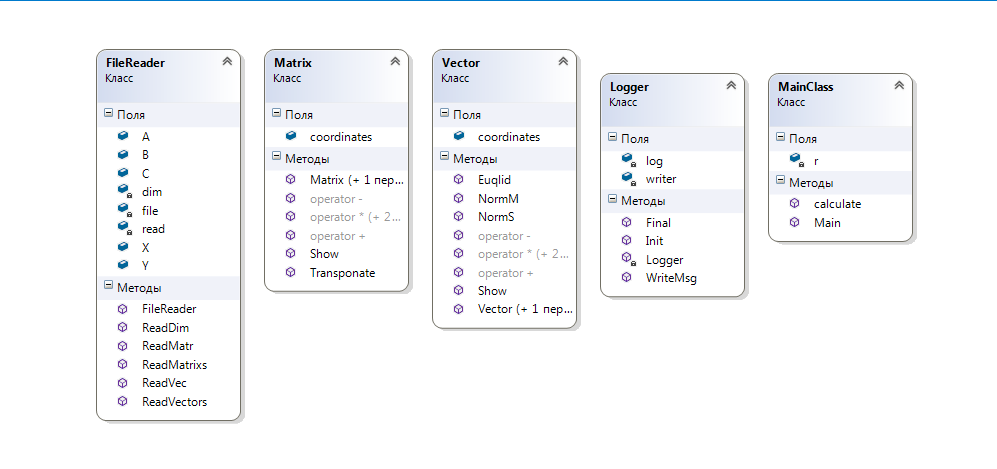 FileReader
Класс
Поля
A
B
C
dim
file
read
X
Y
Методы
FileReader
ReadDim
ReadMatr
ReadMatrixs
ReadVec
ReadVectors
Matrix
Класс
Поля
coordinates
Методы
Matrix (+ 1 пер...
operator -
operator * (+ 2...
operator +
Show
Transponate
Vector
Класс
Поля
coordinates
Методы
Euqlid
NormM
NormS
operator -
operator * (+ 2...
operator +
Show
Vector (+ 1 пер...
Logger
Класс
Поля
log
writer
Методы
Final
Init
Logger
WriteMsg
MainClass
Класс
Поля
r
Методы
calculate
Main